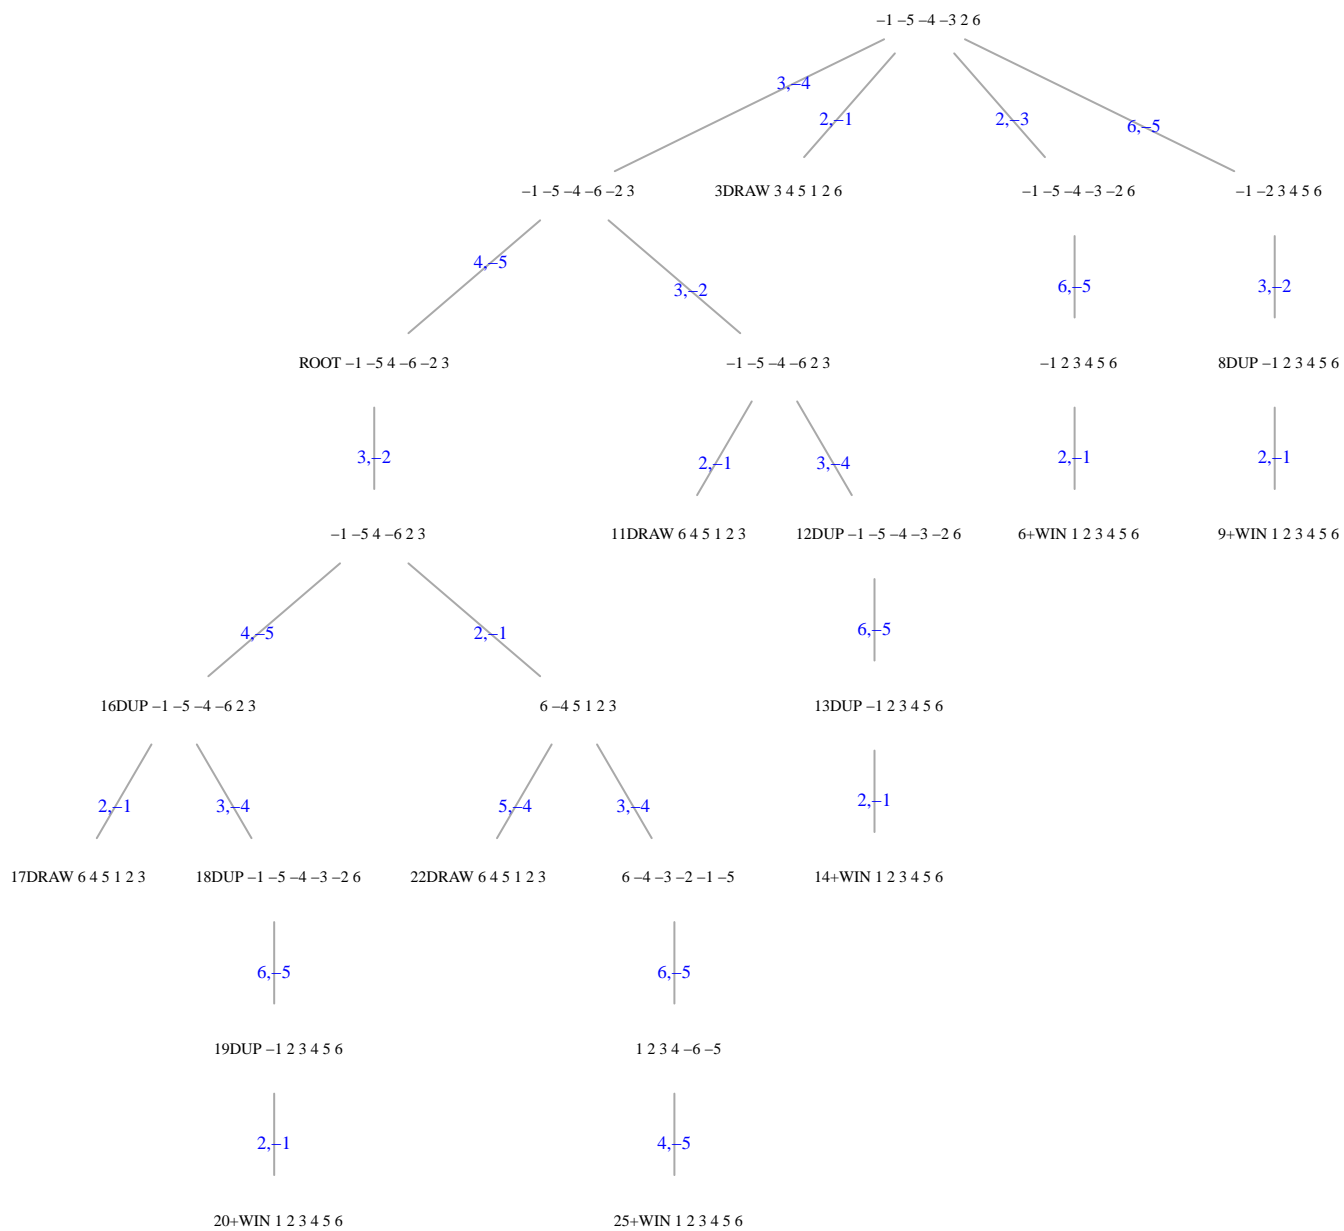 –1 –5 –4 –3 2 6
3,–4
2,–1
2,–3
6,–5
–1 –5 –4 –6 –2 3
3DRAW 3 4 5 1 2 6
–1 –5 –4 –3 –2 6
–1 –2 3 4 5 6
4,–5
3,–2
6,–5
3,–2
ROOT –1 –5 4 –6 –2 3
–1 –5 –4 –6 2 3
–1 2 3 4 5 6
8DUP –1 2 3 4 5 6
3,–2
2,–1
3,–4
2,–1
2,–1
–1 –5 4 –6 2 3
11DRAW 6 4 5 1 2 3
12DUP –1 –5 –4 –3 –2 6
6+WIN 1 2 3 4 5 6
9+WIN 1 2 3 4 5 6
4,–5
2,–1
6,–5
16DUP –1 –5 –4 –6 2 3
6 –4 5 1 2 3
13DUP –1 2 3 4 5 6
2,–1
3,–4
5,–4
3,–4
2,–1
17DRAW 6 4 5 1 2 3
18DUP –1 –5 –4 –3 –2 6
22DRAW 6 4 5 1 2 3
6 –4 –3 –2 –1 –5
14+WIN 1 2 3 4 5 6
6,–5
6,–5
19DUP –1 2 3 4 5 6
1 2 3 4 –6 –5
2,–1
4,–5
20+WIN 1 2 3 4 5 6
25+WIN 1 2 3 4 5 6